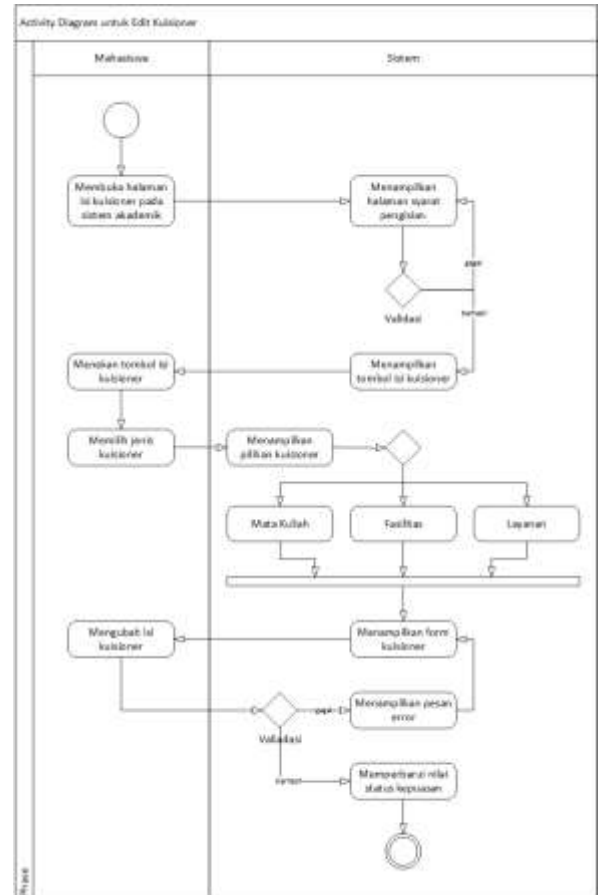 Activity Diagram untuk Edit Kuisioner
Mahasiswa
Sistem
Membuka halaman
isi kuisioner pada
sistem akademik
Menampilkan
halaman syarat
pengisian
gagal
Validasi
Menekan tombol isi
kuisioner
Menampilkan
tombol isi kuisioner
Memilih jenis
kuisioner
Menampilkan
pilihan kuisioner
Mata Kuliah
Fasilitas
Layanan
Mengubah isi
kuisioner
Menampilkan form
kuisioner
gagal
Menampilkan pesan
error
Validasi
Memperbarui nilai
status kepuasan
Phase